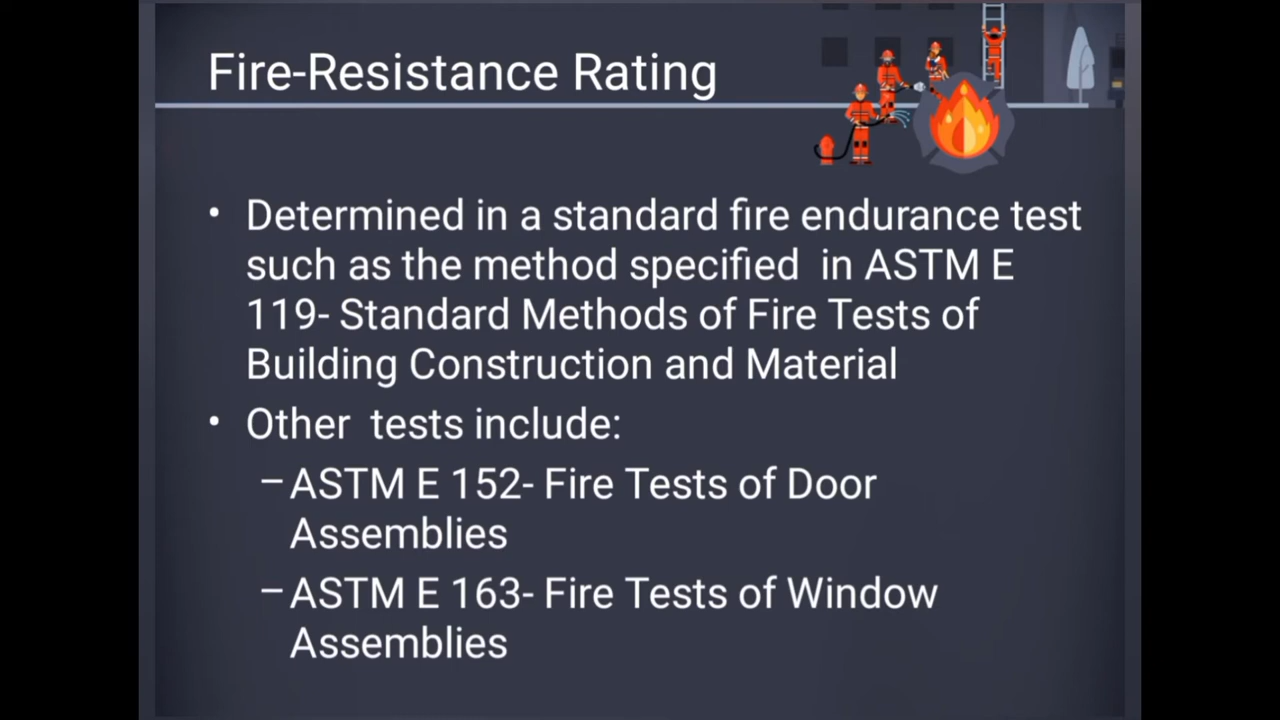 Fire-Resistance Rating
• Determined in a standard fire endurance test
such as the method specified  in ASTM E
119- Standard Methods of Fire Tests of
Building Construction and Material
• Other  tests include:
–ASTM E 152- Fire Tests of Door
Assemblies
–ASTM E 163- Fire Tests of Window
Assemblies